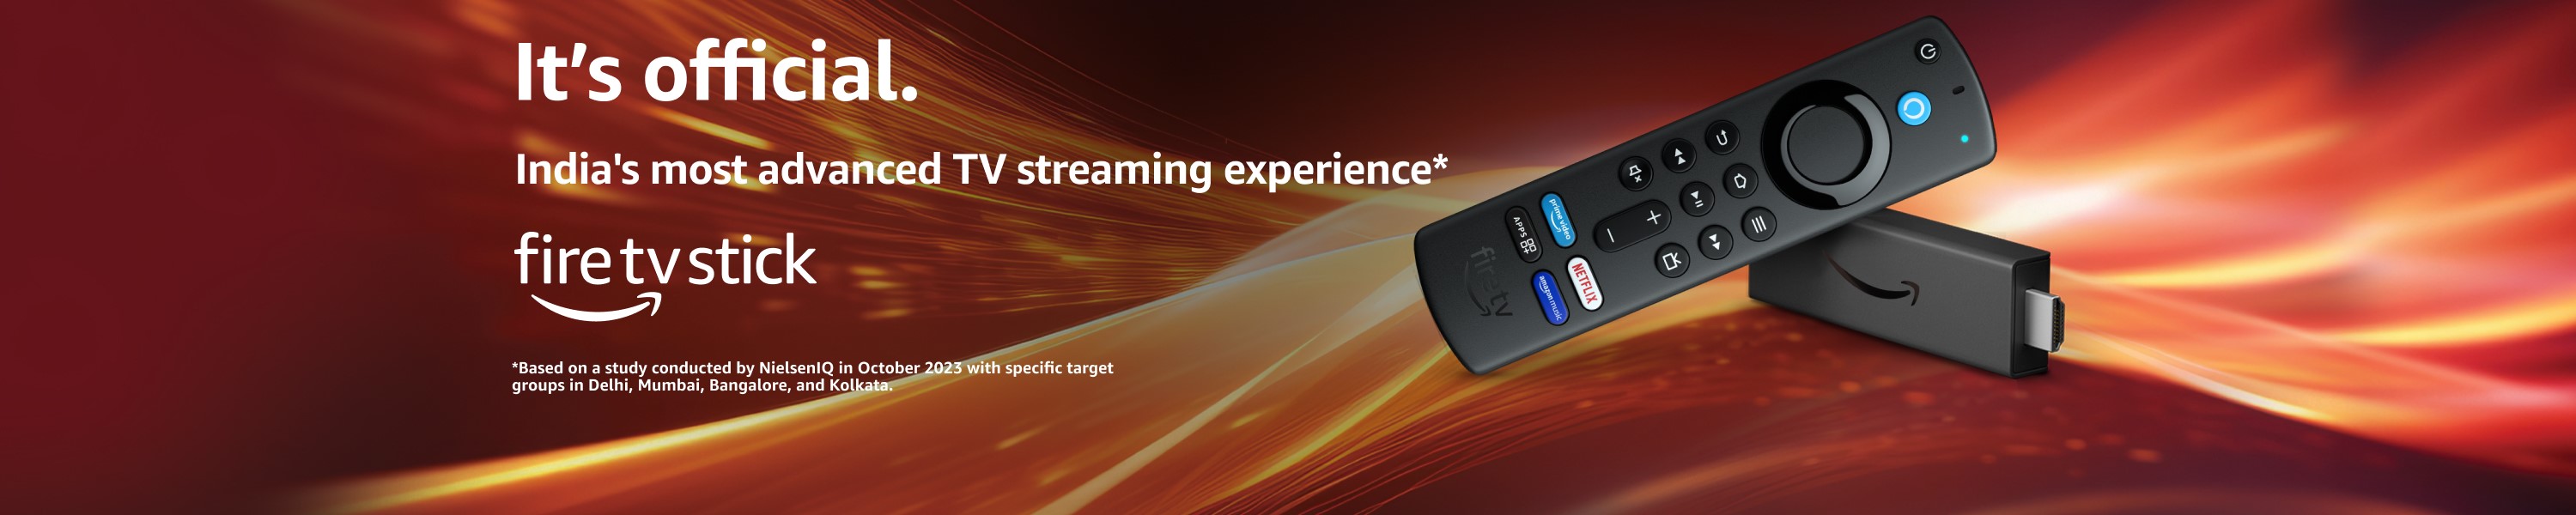 It’s official.
India's most advanced TV streaming experience*
fire tv stick
*Based on a study conducted by NielsenIQ in October 2023 with specific target
groups in Delhi, Mumbai, Bangalore, and Kolkata.
APPS
prime video
amazon music
NETFLIX
fire tv